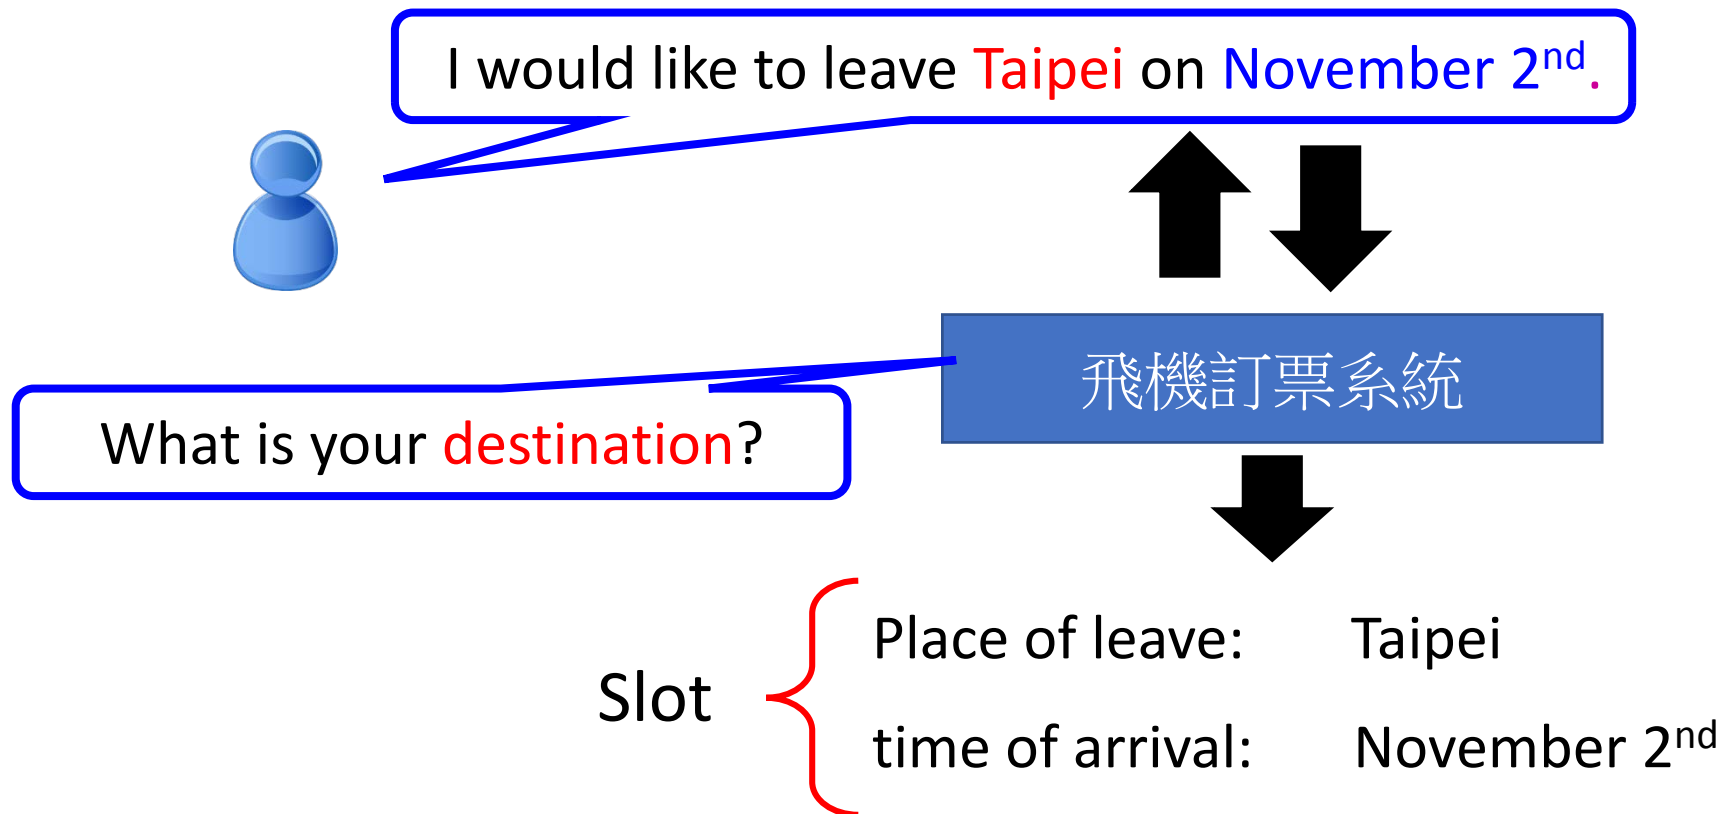 I would like to leave Taipei on November 2nd.
飛機訂票系統
What is your destination?
Place of leave: Taipei
Slot
time of arrival: November 2nd